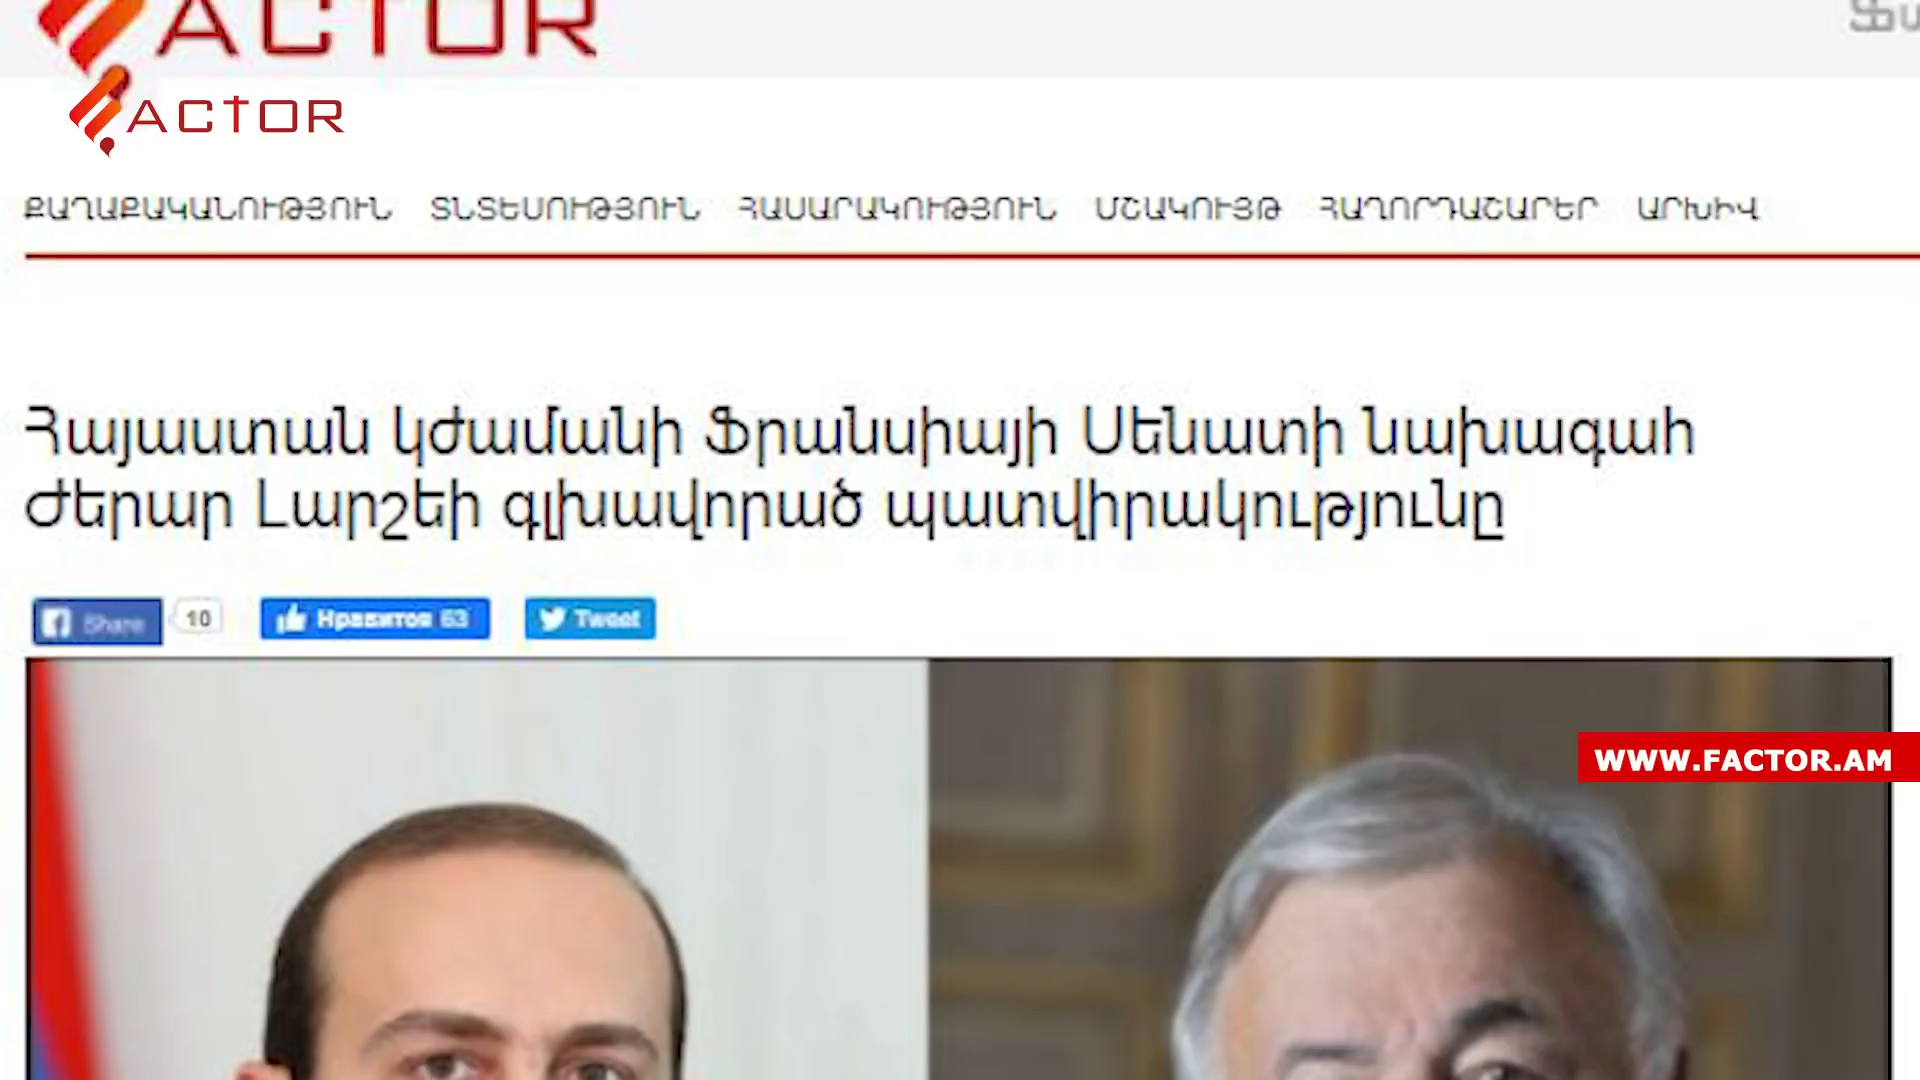 ACTOR
ACTOR
ՔԱՂԱՔԱԿԱՆՈՒԹՅՈՒՆ ՏՆՏԵՍՈՒԹՅՈՒՆ ՀԱՍԱՐԱԿՈՒԹՅՈՒՆ ՄՇԱԿՈՒՅԹ ՀԱՂՈՐԴԱՇԱՐԵՐ ԱՐԽԻՎ
Հայաստան կժամանի Ֆրանսիայի Սենատի նախագահ
Ժերար Լարշեի գլխավորած պատվիրակությունը
Share 10 Нравится 63 Tweet
WWW.FACTOR.AM